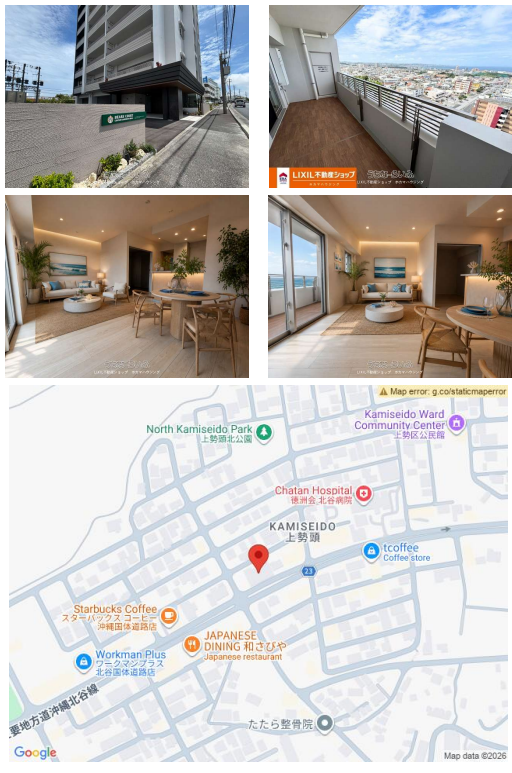 LIXIL不動産ショップ
⚠ Map error: g.co/staticmaperror
North Kamiseido Park
上勢頭北公園
Kamiseido Ward
Community Center
上勢区公民館
Chatan Hospital
徳洲会,北谷病院
KAMISEIDO
上勢頭
tcoffee
Coffee store
23
Starbucks Coffee
スターバックス コーヒー
沖縄国体道路店
JAPANESE
DINING 和さびや
Japanese restaurant
Workman Plus
ワークマンプラス
北谷国体道路店
主要地方道沖縄北谷線
たたら整骨院
Google
Map data ©2026